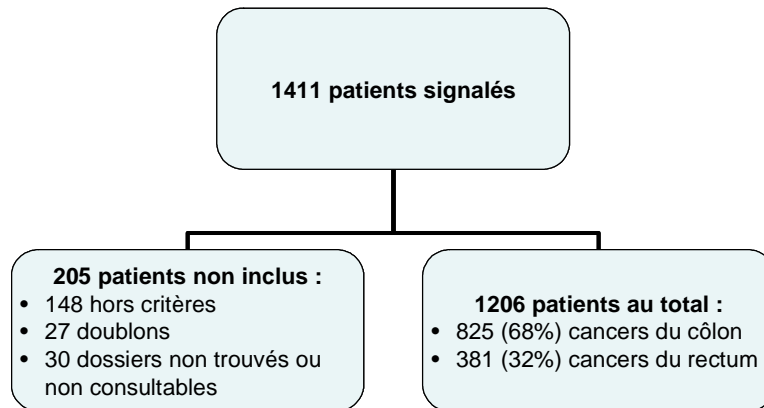 1411 patients signalés
205 patients non inclus :
• 148 hors critères
• 27 doublons
• 30 dossiers non trouvés ou
non consultables
1206 patients au total :
• 825 (68%) cancers du côlon
• 381 (32%) cancers du rectum